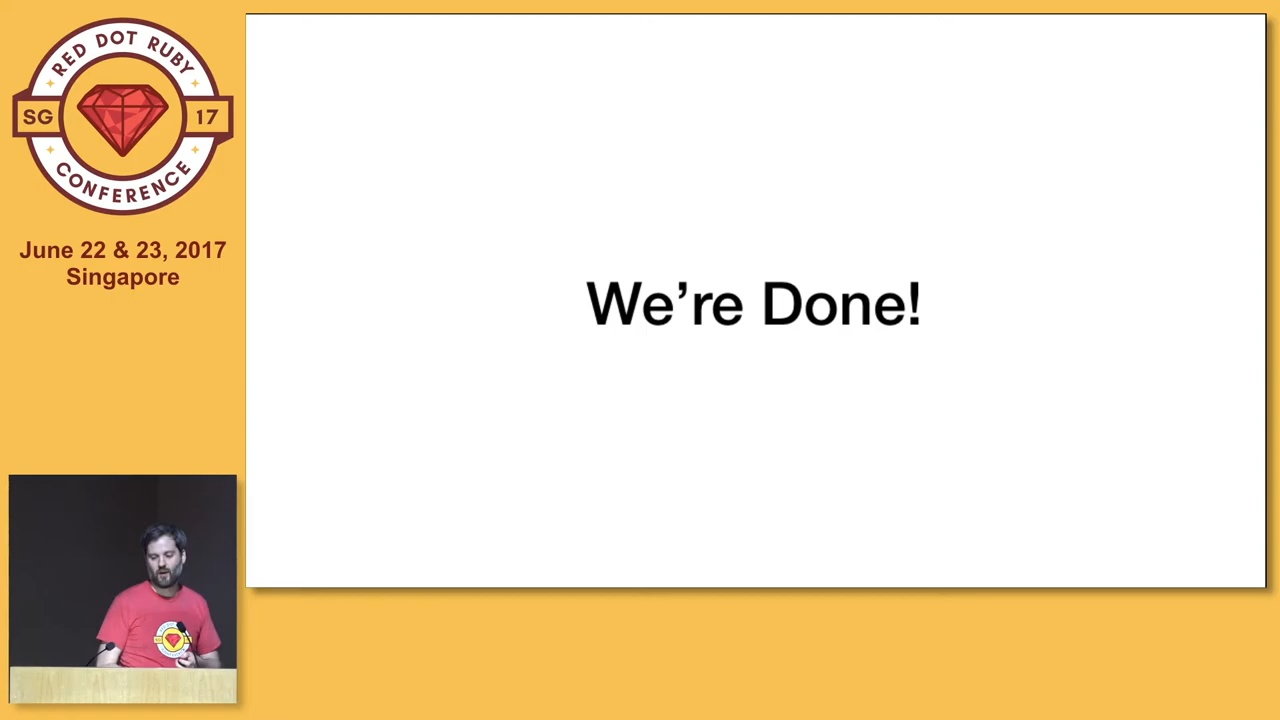 RED DOT RUBY
SG 17
CONFERENCE
June 22 & 23, 2017
Singapore
We’re Done!